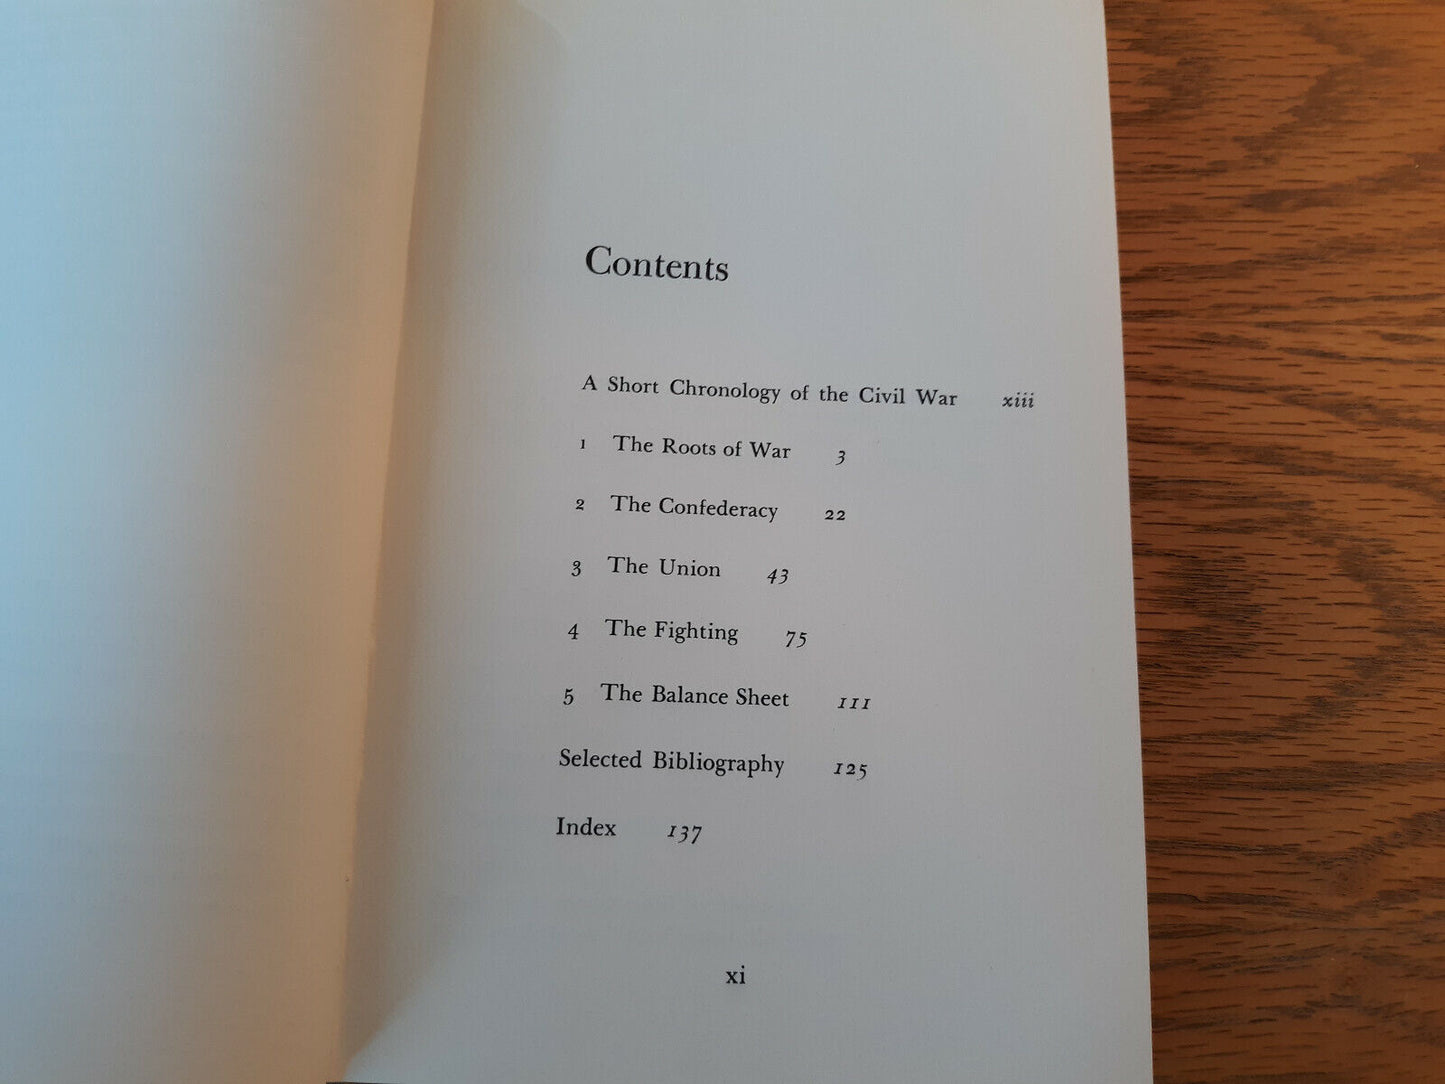 Contents
A Short Chronology of the Civil War xiii
1 The Roots of War 3
2 The Confederacy 22
3 The Union 43
4 The Fighting 75
5 The Balance Sheet 111
Selected Bibliography 125
Index 137
xi